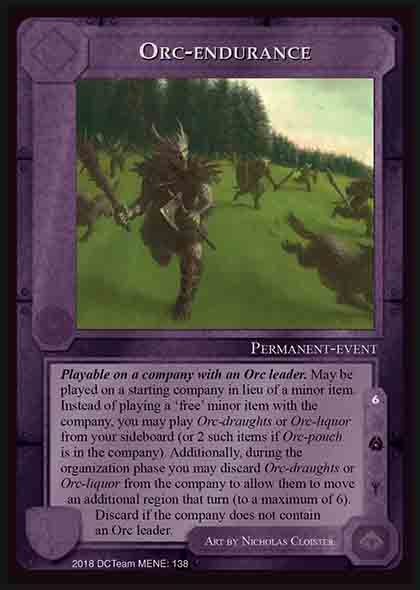 ORC-ENDURANCE
PERMANENT-EVENT
Playable on a company with an Orc leader. May be
played on a starting company in lieu of a minor item.
Instead of playing a ‘free’ minor item with the
company, you may play Orc-draughts or Orc-liquor
from your sideboard (or 2 such items if Orc-pouch
is in the company). Additionally, during the
organization phase you may discard Orc-draughts or
Orc-liquor from the company to allow them to move
an additional region that turn (to a maximum of 6).
Discard if the company does not contain
an Orc leader.
6
ART BY NICHOLAS CLOISTER
2018 DCTeam MENE: 138